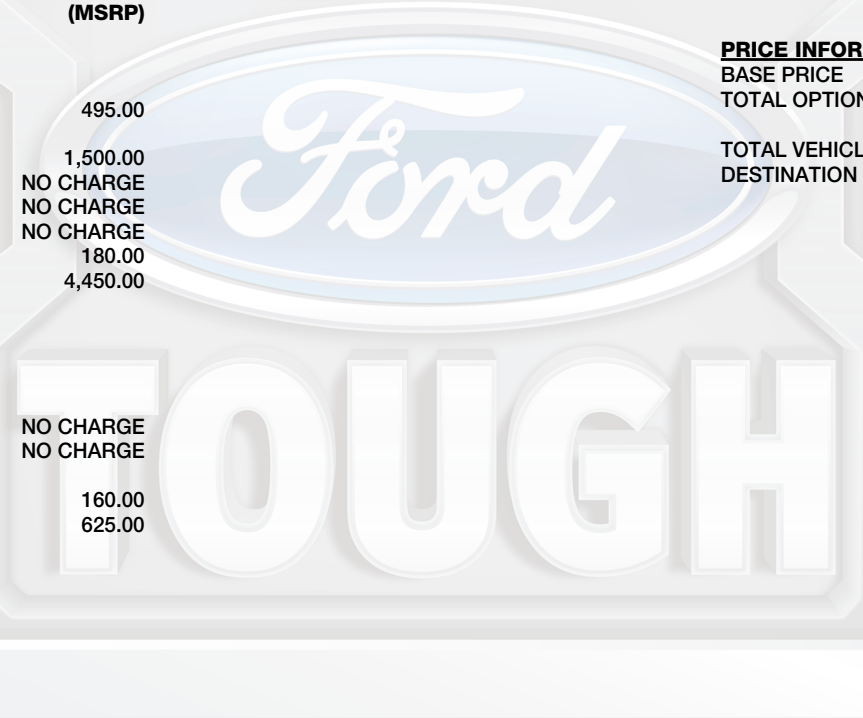 (MSRP)
495.00
1,500.00
NO CHARGE
NO CHARGE
NO CHARGE
180.00
4,450.00
NO CHARGE
NO CHARGE
160.00
625.00
PRICE INFOR
BASE PRICE
TOTAL OPTION
TOTAL VEHICL
DESTINATION
Ford
TOUGH